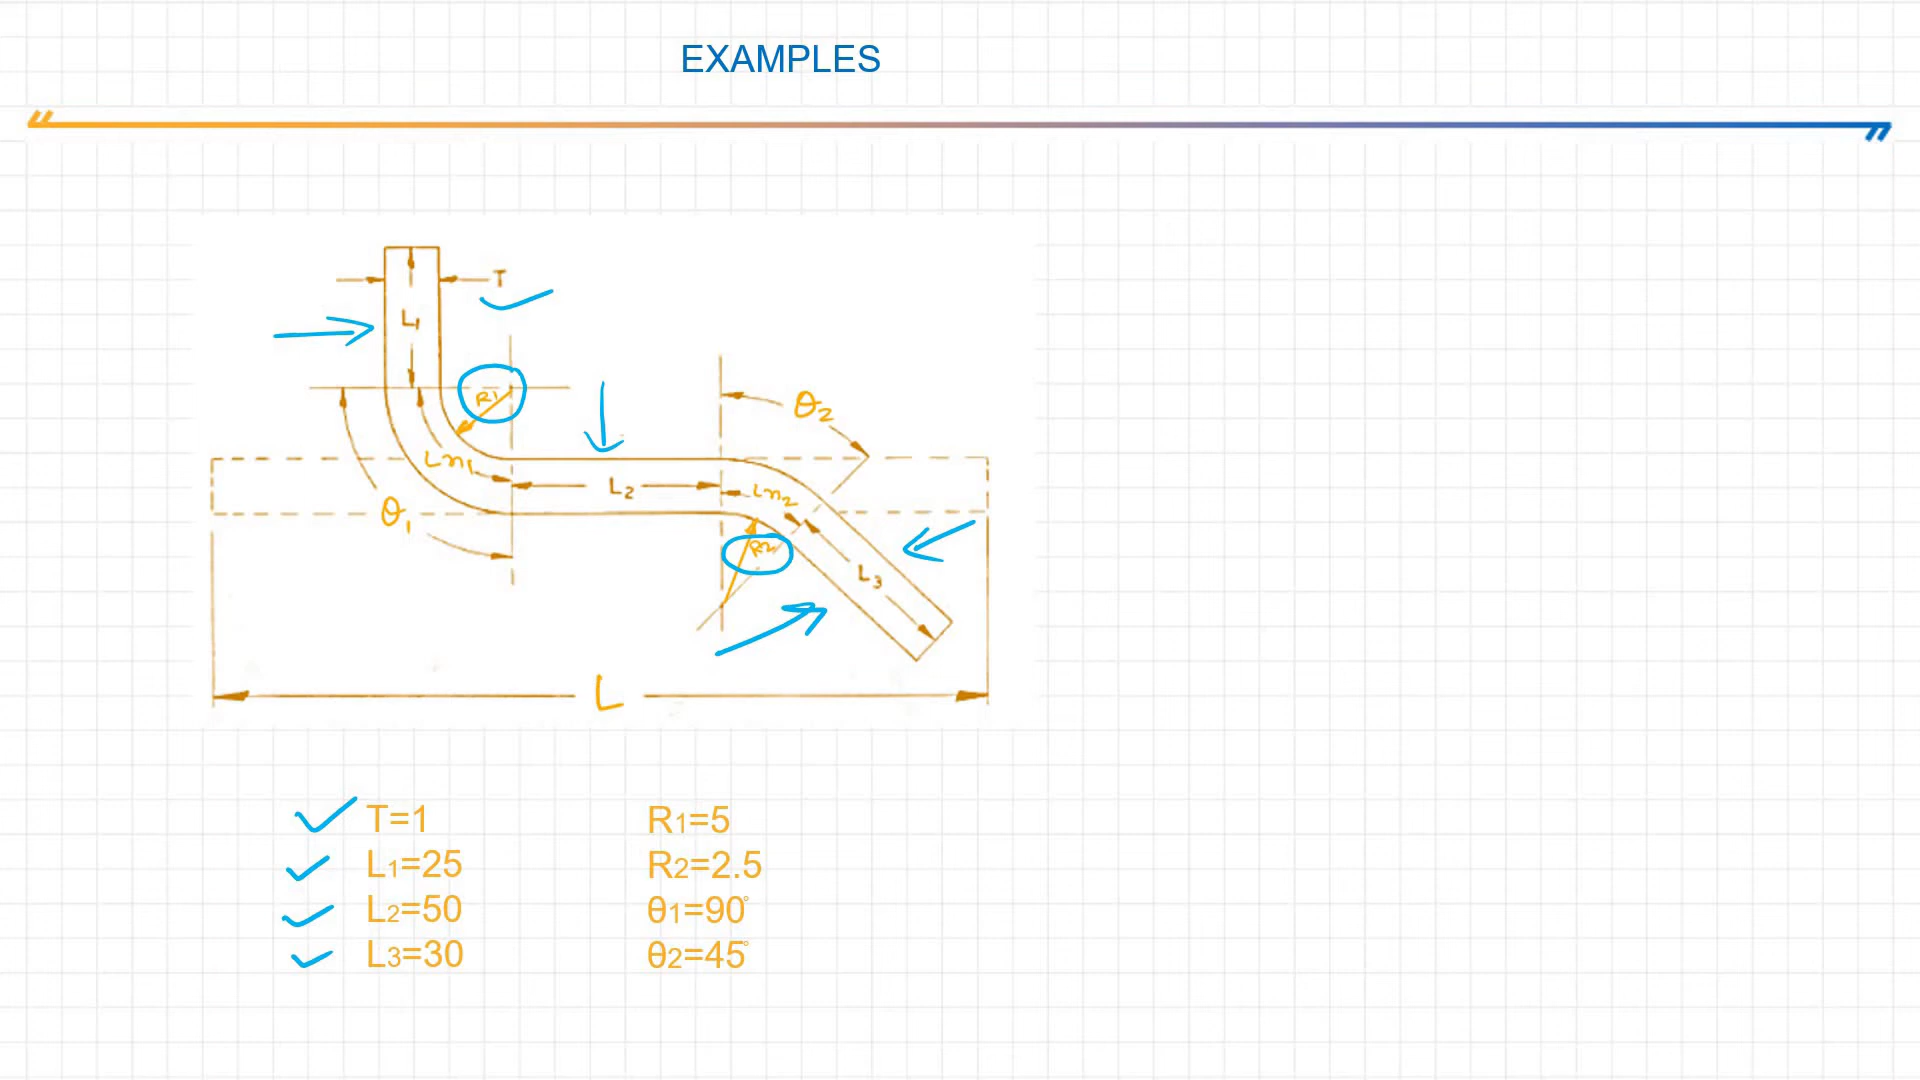 EXAMPLES
T
L1
R1
θ2
Ln1
L2
Ln2
θ1
R2
L3
L
T=1
L1=25
L2=50
L3=30
R1=5
R2=2.5
θ1=90°
θ2=45°